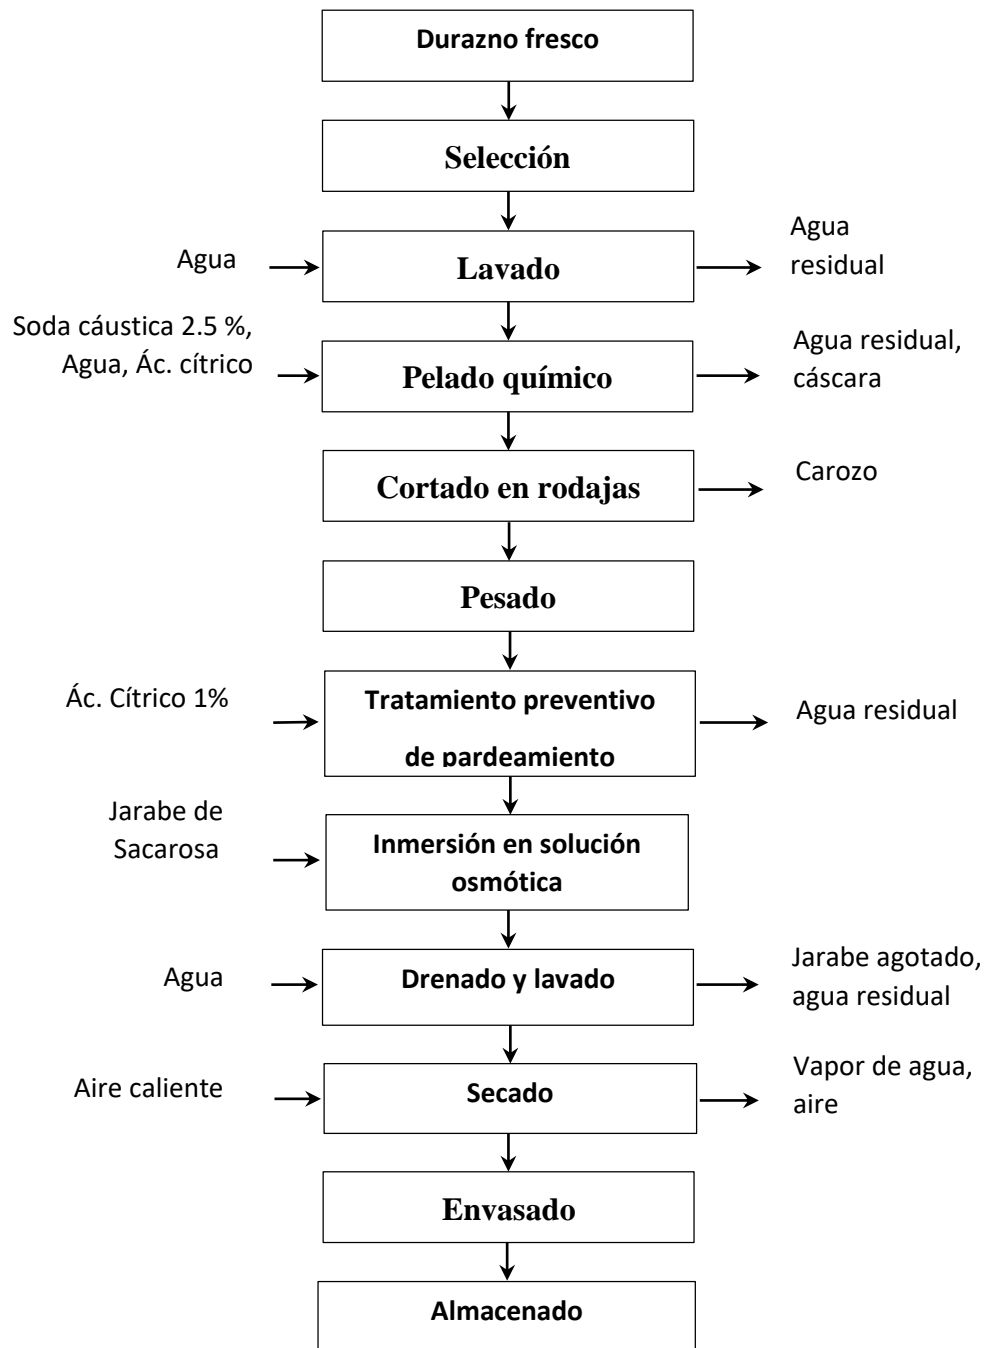 Durazno fresco
Selección
Agua
Lavado
Agua
residual
Soda cáustica 2.5 %,
Agua, Ác. cítrico
Pelado químico
Agua residual,
cáscara
Cortado en rodajas
Carozo
Pesado
Ác. Cítrico 1%
Tratamiento preventivo
de pardeamiento
Agua residual
Jarabe de
Sacarosa
Inmersión en solución
osmótica
Agua
Drenado y lavado
Jarabe agotado,
agua residual
Aire caliente
Secado
Vapor de agua,
aire
Envasado
Almacenado